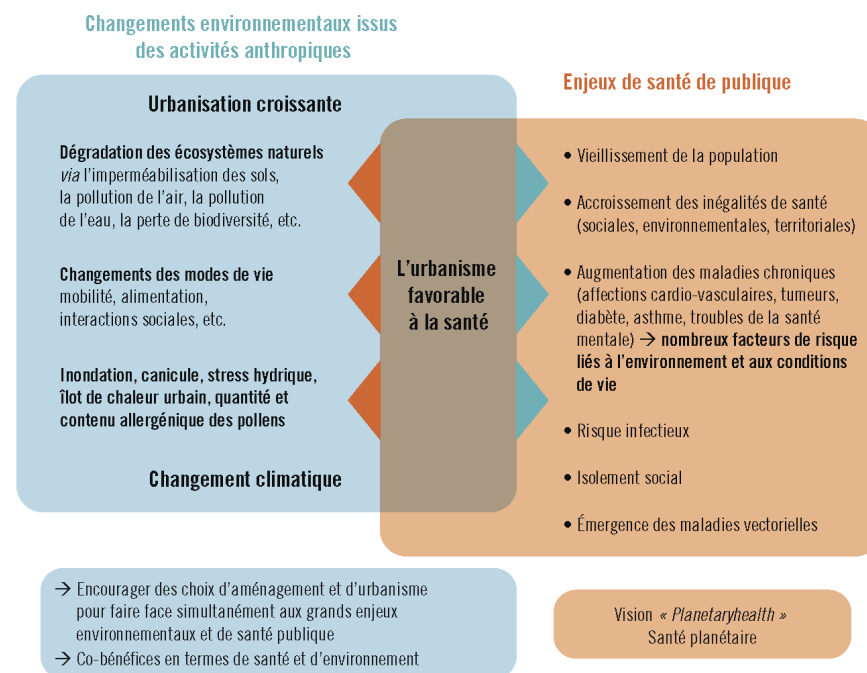 Changements environnementaux issus
des activités anthropiques
Urbanisation croissante
Dégradation des écosystèmes naturels
via l'imperméabilisation des sols,
la pollution de l'air, la pollution
de l'eau, la perte de biodiversité, etc.
Changements des modes de vie
mobilité, alimentation,
interactions sociales, etc.
Inondation, canicule, stress hydrique,
îlot de chaleur urbain, quantité et
contenu allergénique des pollens
Changement climatique
L'urbanisme
favorable
à la santé
Enjeux de santé de publique
• Vieillissement de la population
• Accroissement des inégalités de santé
(sociales, environnementales, territoriales)
• Augmentation des maladies chroniques
(affections cardio-vasculaires, tumeurs,
diabète, asthme, troubles de la santé
mentale) → nombreux facteurs de risque
liés à l'environnement et aux conditions
de vie
• Risque infectieux
• Isolement social
• Émergence des maladies vectorielles
→ Encourager des choix d'aménagement et d'urbanisme
pour faire face simultanément aux grands enjeux
environnementaux et de santé publique
→ Co-bénéfices en termes de santé et d'environnement
Vision « Planetaryhealth »
Santé planétaire